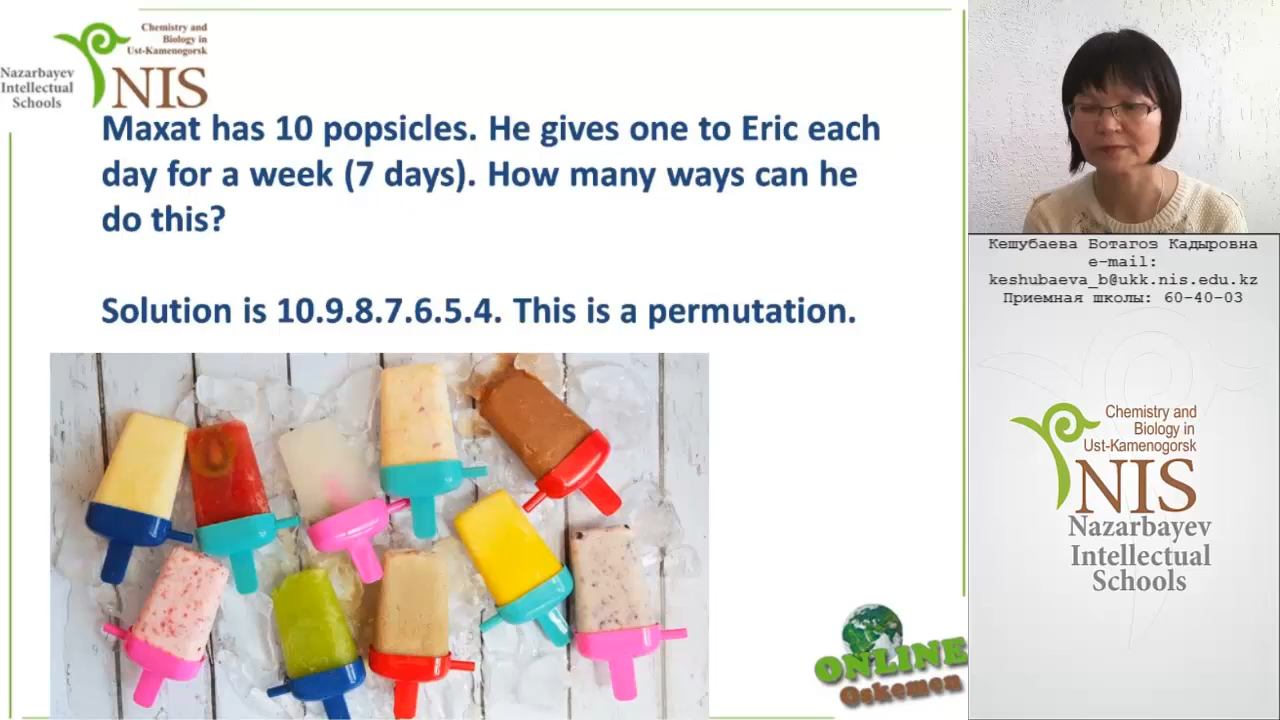 Chemistry and
Biology in
Ust-Kamenogorsk
Nazarbayev
Intellectual
Schools
NIS
Maxat has 10 popsicles. He gives one to Eric each
day for a week (7 days). How many ways can he
do this?
Solution is 10.9.8.7.6.5.4. This is a permutation.
ONLINE
Oskemen
Кешубаева Ботагоз Кадыровна
e-mail:
keshubaeva_b@ukk.nis.edu.kz
Приемная школы: 60-40-03
Chemistry and
Biology in
Ust-Kamenogorsk
NIS
Nazarbayev
Intellectual
Schools